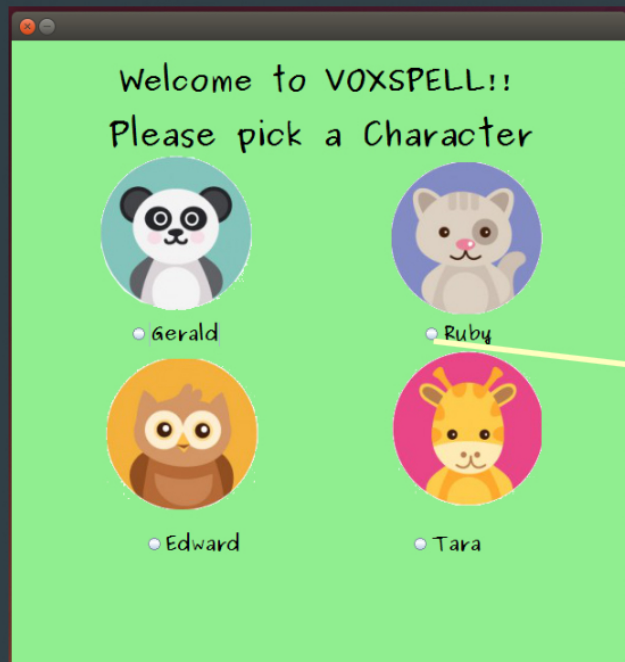 Welcome to VOXSPELL!!
Please pick a Character
Gerald
Ruby
Edward
Tara